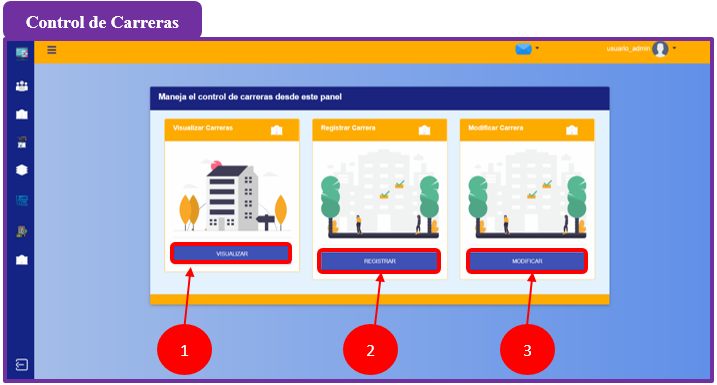 Control de Carreras
usuario_admin
Maneja el control de carreras desde este panel
Visualizar Carreras
Registrar Carrera
Modificar Carrera
VISUALIZAR
REGISTRAR
MODIFICAR
1
2
3